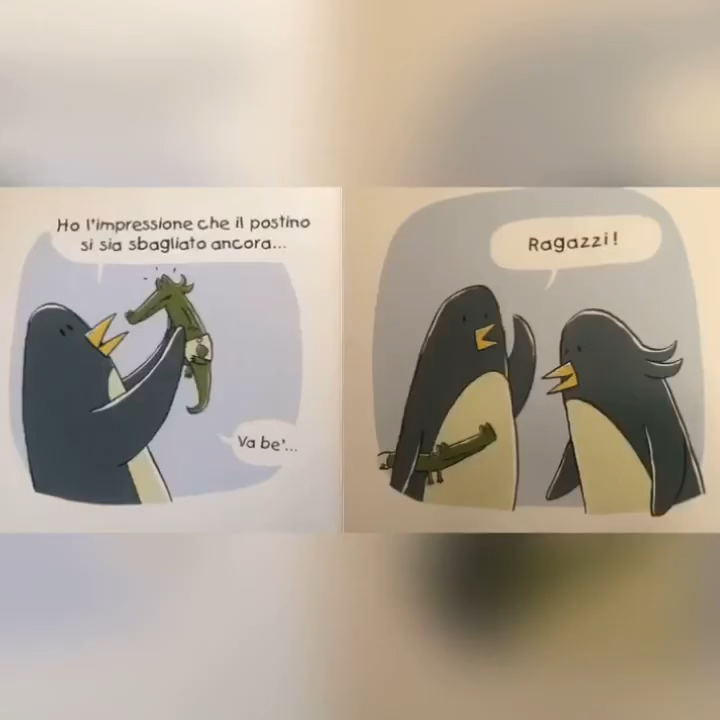 Ho l'impressione che il postino
si sia sbagliato ancora...
Va be'...
Ragazzi!